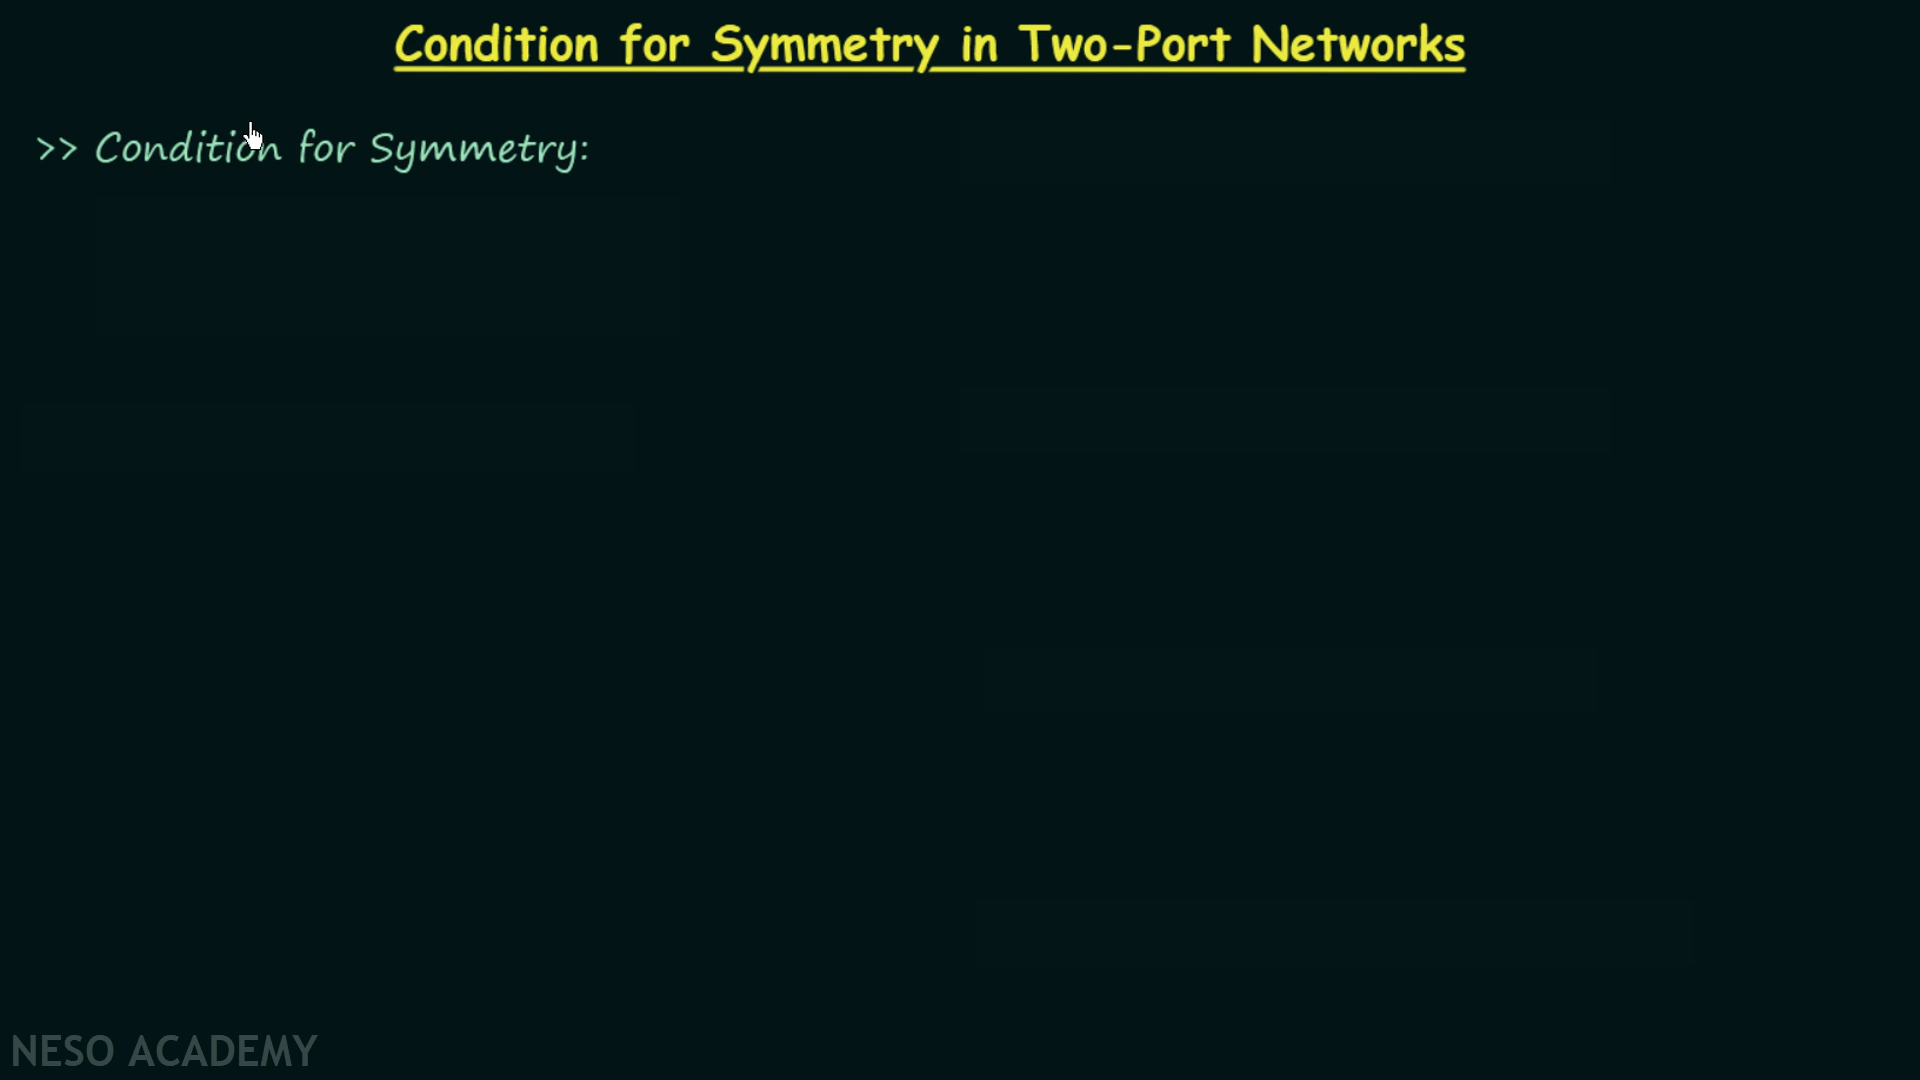 Condition for Symmetry in Two-Port Networks
>> Condition for Symmetry:
NESO ACADEMY